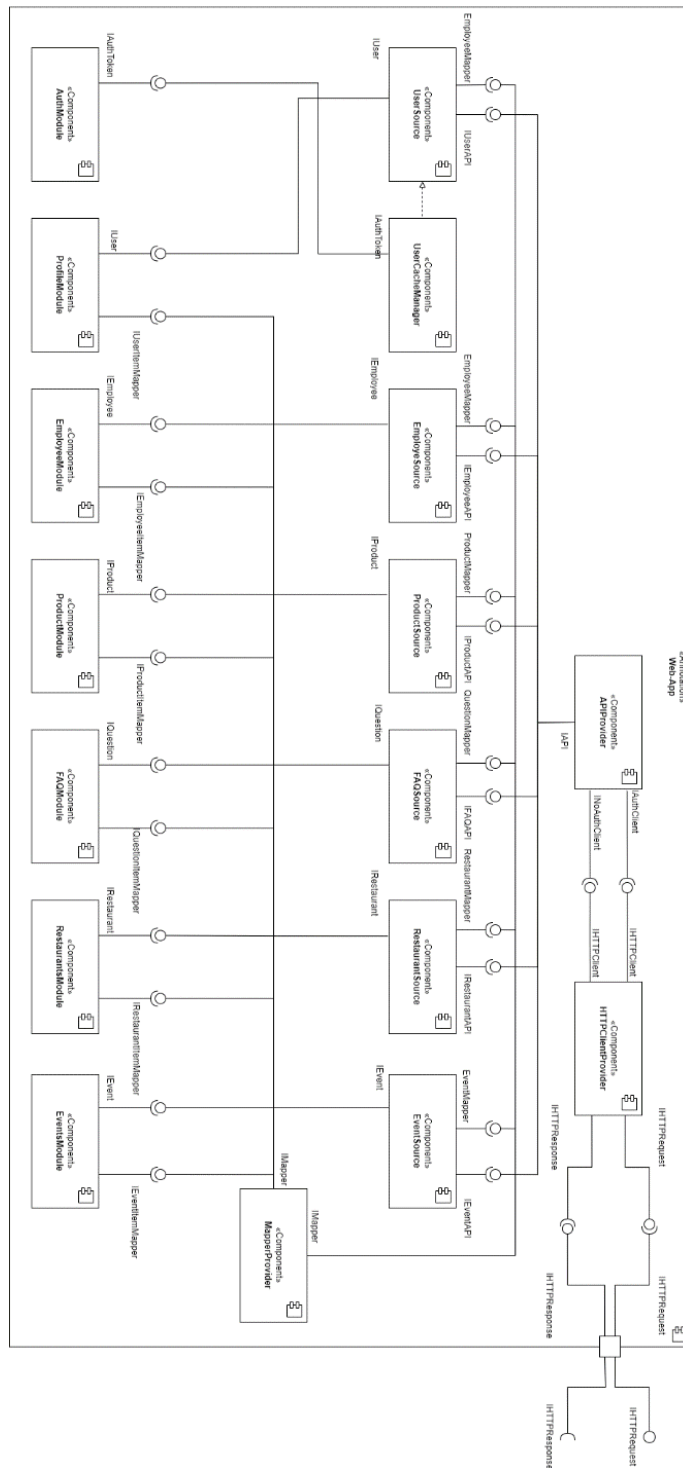 Web-App
«Component»
APIProvider
IAuthClient
INoAuthClient
IAPI
IHTTPClient
IHTTPClient
«Component»
HTTPClientProvider
IHTTPRequest
IHTTPResponse
IHTTPRequest
IHTTPResponse
IHTTPRequest
IHTTPResponse
EmployeeMapper
IUserAPI
EmployeeMapper
IEmployeeAPI
ProductMapper
IProductAPI
QuestionMapper
IFAQAPI
RestaurantMapper
IRestaurantAPI
EventMapper
IEventAPI
«Component»
UserSource
«Component»
UserCacheManager
«Component»
EmployeSource
«Component»
ProductSource
«Component»
FAQSource
«Component»
RestaurantSource
«Component»
EventSource
IUser
IAuthToken
IEmployee
IProduct
IQuestion
IRestaurant
IEvent
IMapper
IMapper
«Component»
MapperProvider
IAuthToken
IUser
IUserItemMapper
IEmployee
IEmployeeItemMapper
IProduct
IProductItemMapper
IQuestion
IQuestionItemMapper
IRestaurant
IRestaurantItemMapper
IEvent
IEventItemMapper
«Component»
AuthModule
«Component»
ProfileModule
«Component»
EmployeeModule
«Component»
ProductModule
«Component»
FAQModule
«Component»
RestaurantsModule
«Component»
EventsModule